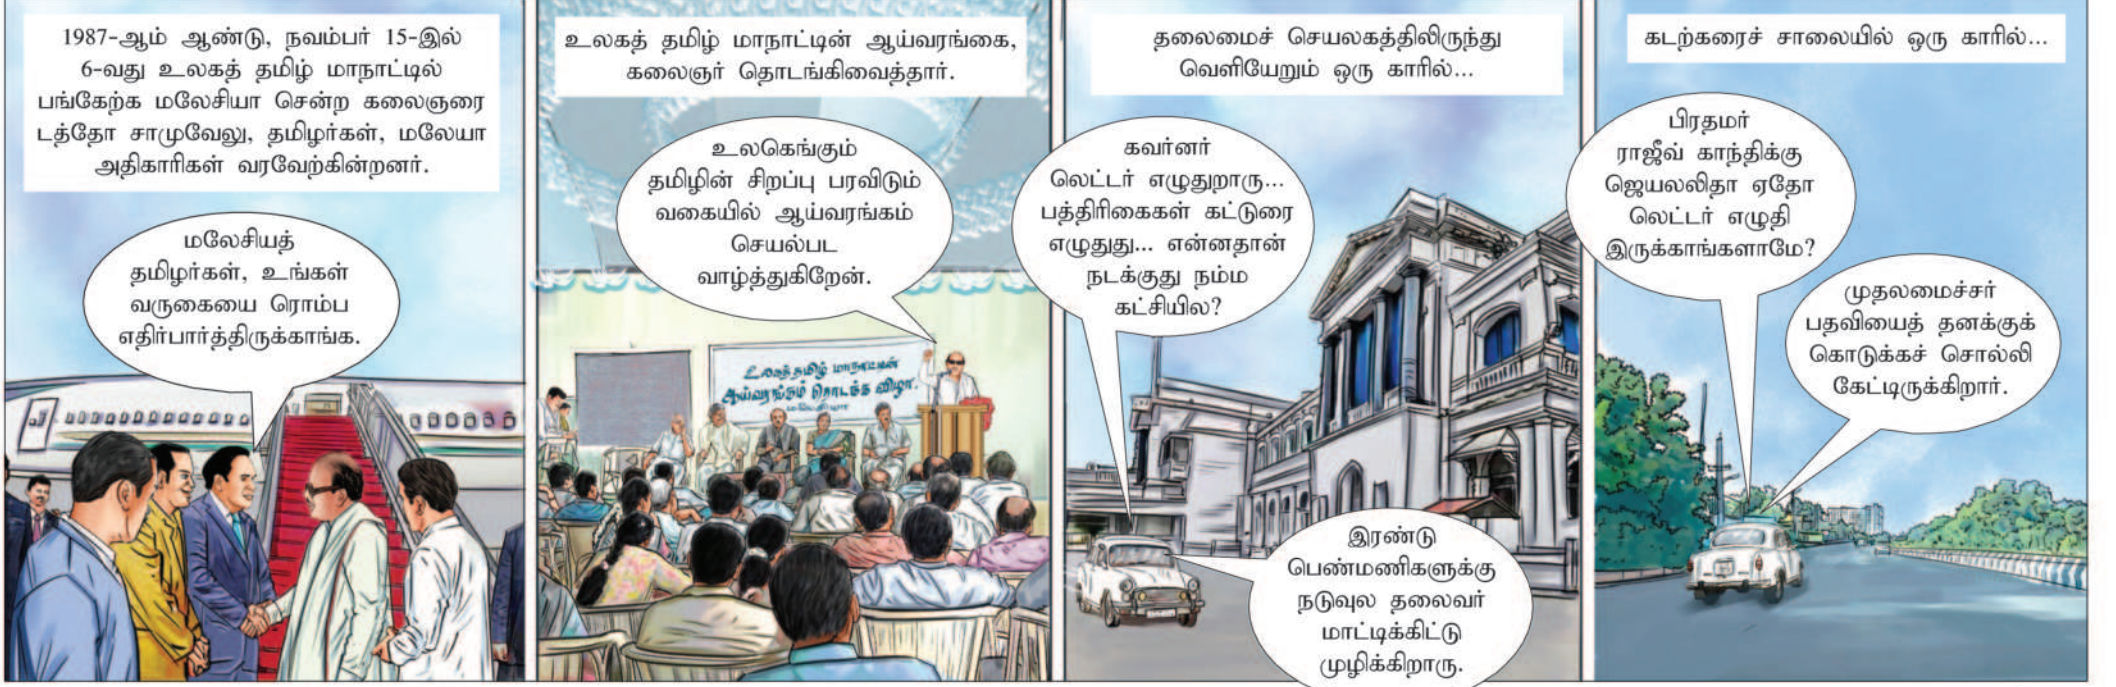 1987-ஆம் ஆண்டு, நவம்பர் 15-இல்
6-வது உலகத் தமிழ் மாநாட்டில்
பங்கேற்க மலேசியா சென்ற கலைஞரை
டத்தோ சாமுவேலு, தமிழர்கள், மலேயா
அதிகாரிகள் வரவேற்கின்றனர்.
மலேசியத்
தமிழர்கள், உங்கள்
வருகையை ரொம்ப
எதிர்பார்த்திருக்காங்க.
உலகத் தமிழ் மாநாட்டின் ஆய்வரங்கை,
கலைஞர் தொடங்கிவைத்தார்.
உலகெங்கும்
தமிழின் சிறப்பு பரவிடும்
வகையில் ஆய்வரங்கம்
செயல்பட
வாழ்த்துகிறேன்.
உலகத்தமிழ் மாநாட்டின்
ஆய்வரங்கம் தொடக்க விழா.
மலேசியா
தலைமைச் செயலகத்திலிருந்து
வெளியேறும் ஒரு காரில்...
கவர்னர்
லெட்டர் எழுதுறாரு...
பத்திரிகைகள் கட்டுரை
எழுதுது... என்னதான்
நடக்குது நம்ம
கட்சியில?
இரண்டு
பெண்மணிகளுக்கு
நடுவுல தலைவர்
மாட்டிக்கிட்டு
முழிக்கிறாரு.
கடற்கரைச் சாலையில் ஒரு காரில்...
பிரதமர்
ராஜீவ் காந்திக்கு
ஜெயலலிதா ஏதோ
லெட்டர் எழுதி
இருக்காங்களாமே?
முதலமைச்சர்
பதவியைத் தனக்குக்
கொடுக்கச் சொல்லி
கேட்டிருக்கிறார்.